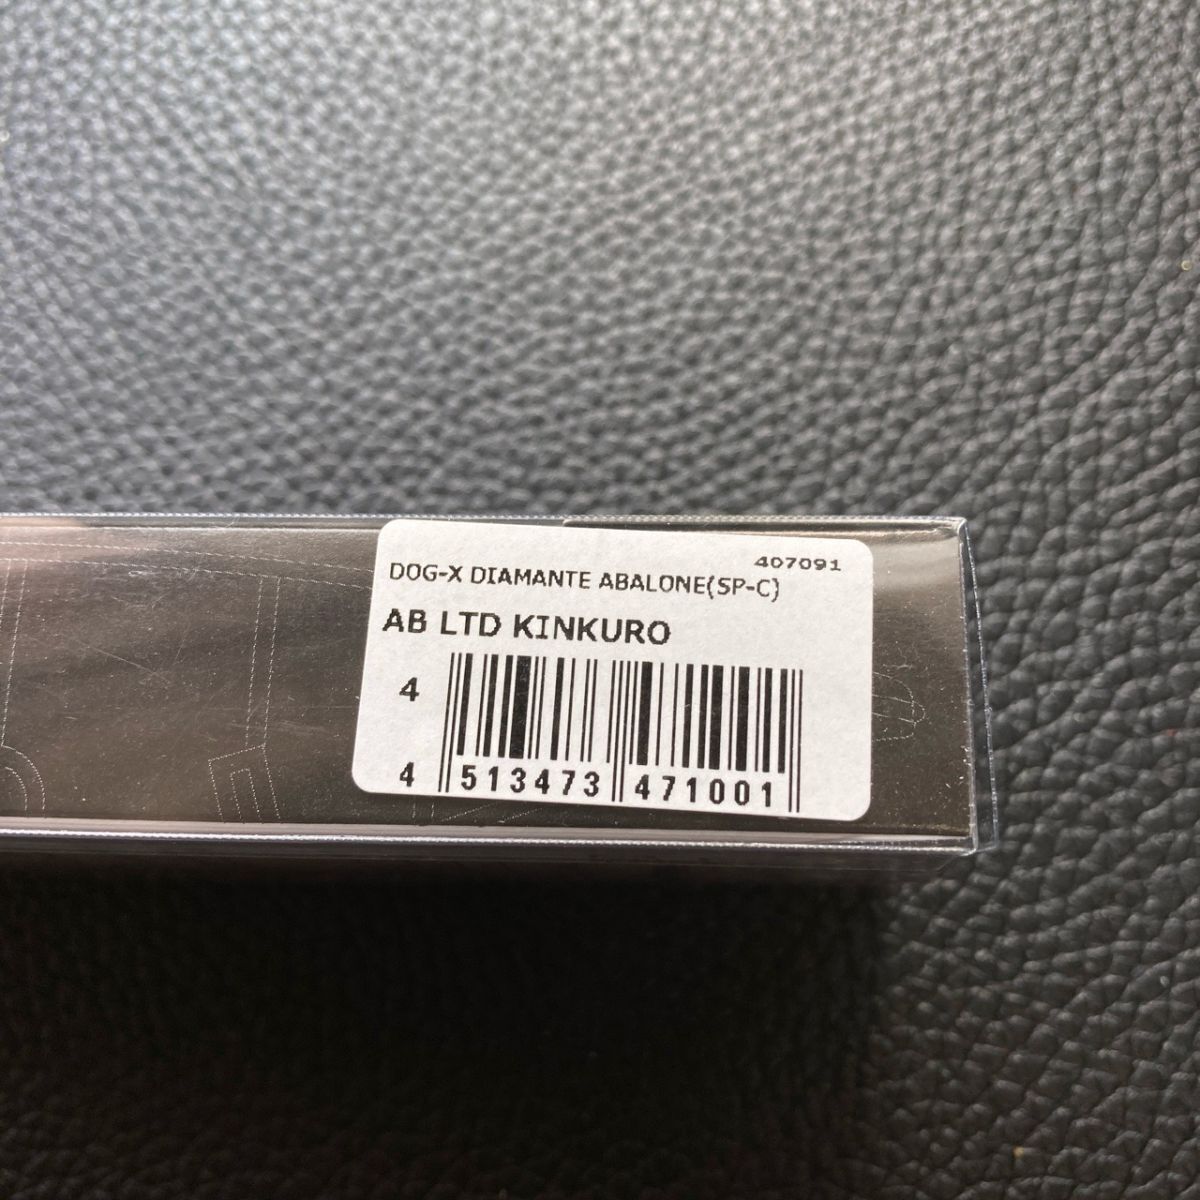 407091
DOG-X DIAMANTE ABALONE(SP-C)
AB LTD KINKURO
4
4 513473 471001